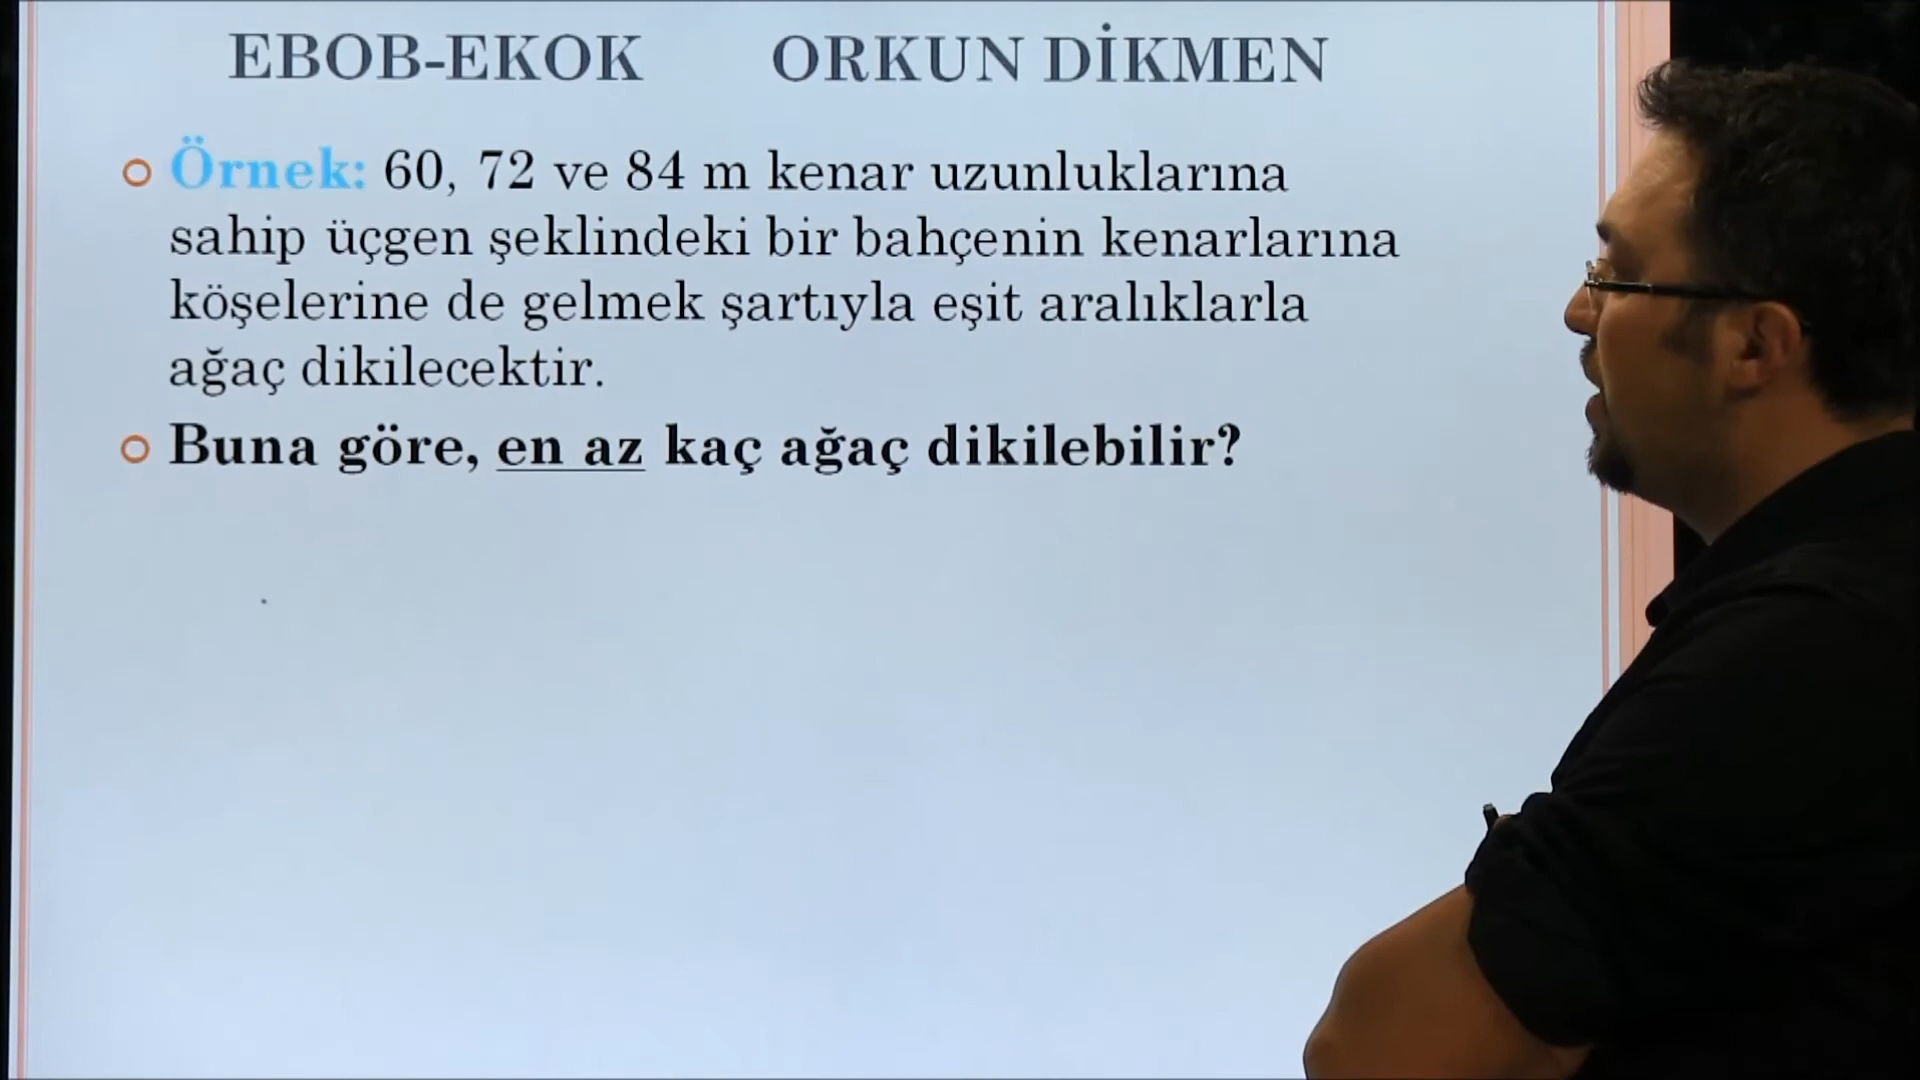 EBOB-EKOK ORKUN DİKMEN
Örnek: 60, 72 ve 84 m kenar uzunluklarına
sahip üçgen şeklindeki bir bahçenin kenarlarına
köşelerine de gelmek şartıyla eşit aralıklarla
ağaç dikilecektir.
Buna göre, en az kaç ağaç dikilebilir?